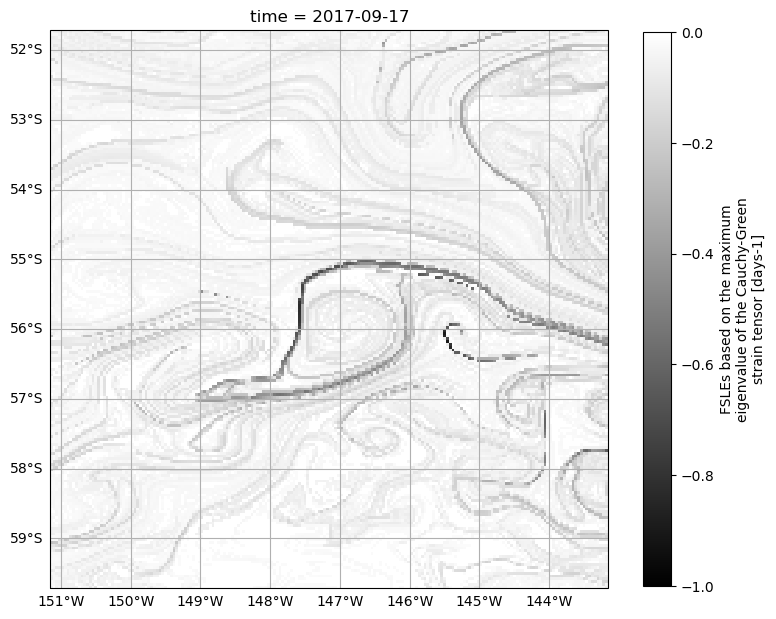 time = 2017-09-17
52°S
53°S
54°S
55°S
56°S
57°S
58°S
59°S
151°W 150°W 149°W 148°W 147°W 146°W 145°W 144°W
0.0
−0.2
−0.4
−0.6
−0.8
−1.0
FSLEs based on the maximum
eigenvalue of the Cauchy-Green
strain tensor [days-1]